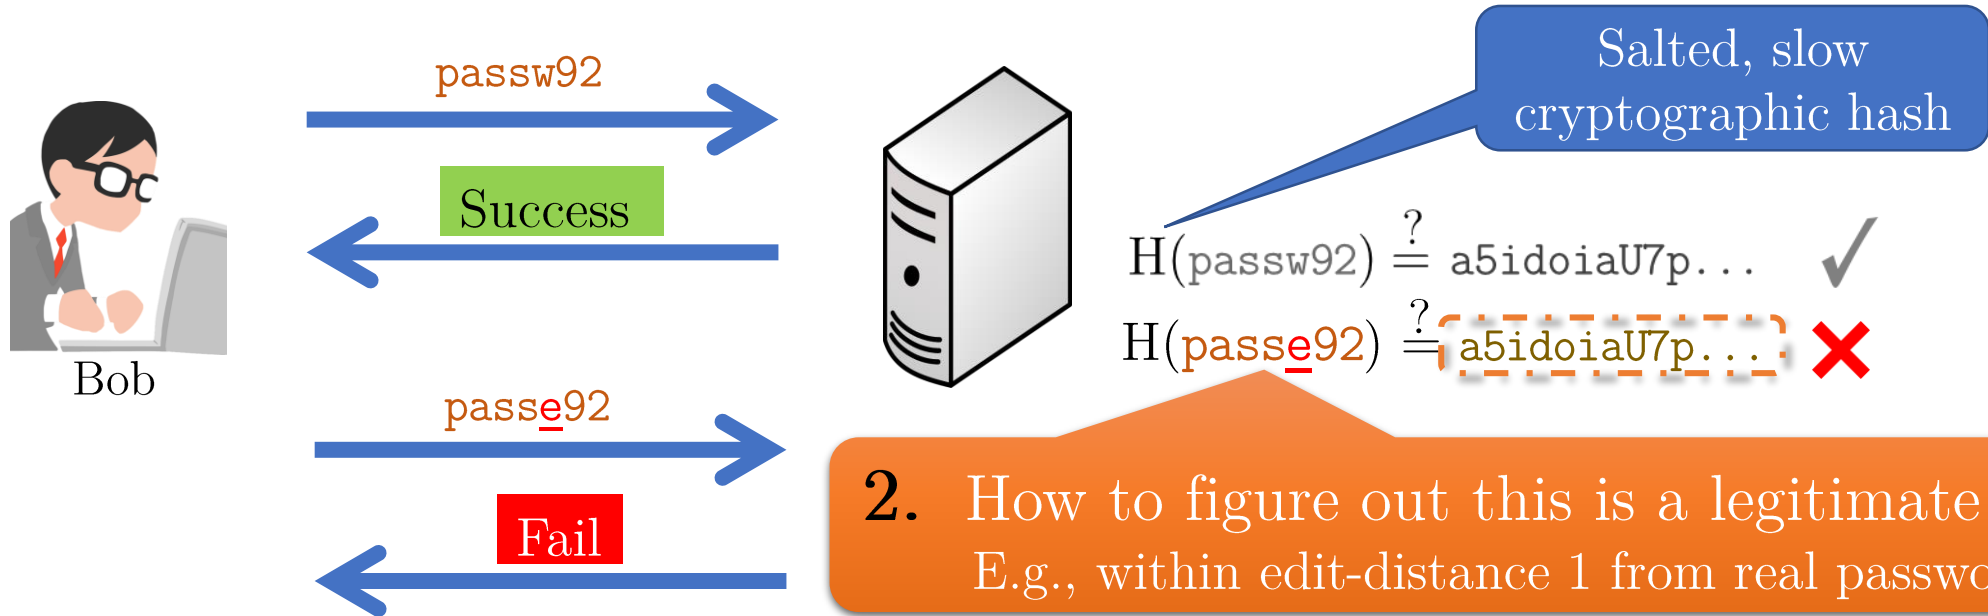 passw92
Success
Bob
passe92
Fail
Salted, slow
cryptographic hash
H(passw92) ≟ a5idoiaU7p... ✓
H(passe92) ≟ a5idoiaU7p... ✗
2. How to figure out this is a legitimate
E.g., within edit-distance 1 from real